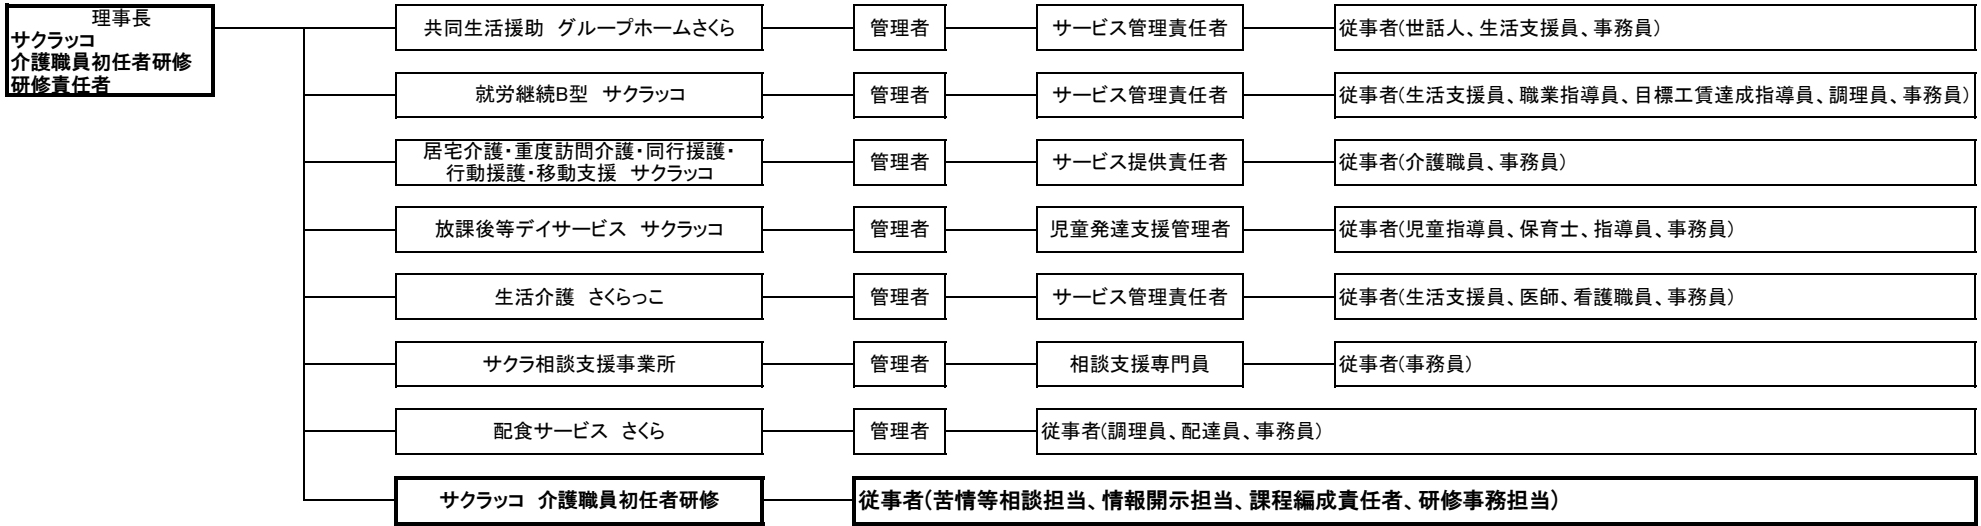 理事長
サクラッコ
介護職員初任者研修
研修責任者
共同生活援助　グループホームさくら
管理者
サービス管理責任者
従事者(世話人、生活支援員、事務員)
就労継続B型　サクラッコ
管理者
サービス管理責任者
従事者(生活支援員、職業指導員、目標工賃達成指導員、調理員、事務員)
居宅介護・重度訪問介護・同行援護・
行動援護・移動支援　サクラッコ
管理者
サービス提供責任者
従事者(介護職員、事務員)
放課後等デイサービス　サクラッコ
管理者
児童発達支援管理者
従事者(児童指導員、保育士、指導員、事務員)
生活介護　さくらっこ
管理者
サービス管理責任者
従事者(生活支援員、医師、看護職員、事務員)
サクラ相談支援事業所
管理者
相談支援専門員
従事者(事務員)
配食サービス　さくら
管理者
従事者(調理員、配達員、事務員)
サクラッコ　介護職員初任者研修
従事者(苦情等相談担当、情報開示担当、課程編成責任者、研修事務担当)